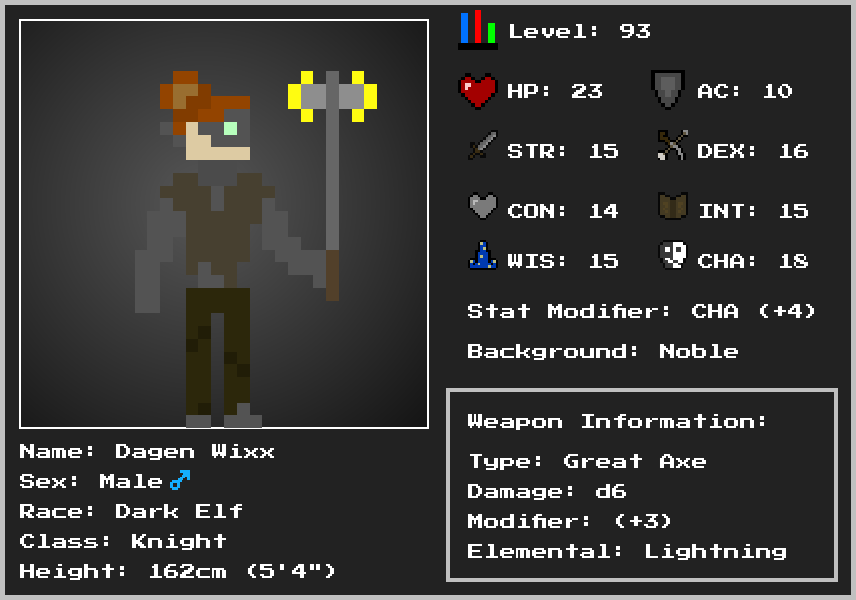 Level: 93
HP: 23
AC: 10
STR: 15
DEX: 16
CON: 14
INT: 15
WIS: 15
CHA: 18
Stat Modifier: CHA (+4)
Background: Noble
Weapon Information:
Type: Great Axe
Damage: d6
Modifier: (+3)
Elemental: Lightning
Name: Dagen Wixx
Sex: Male♂
Race: Dark Elf
Class: Knight
Height: 162cm (5'4")